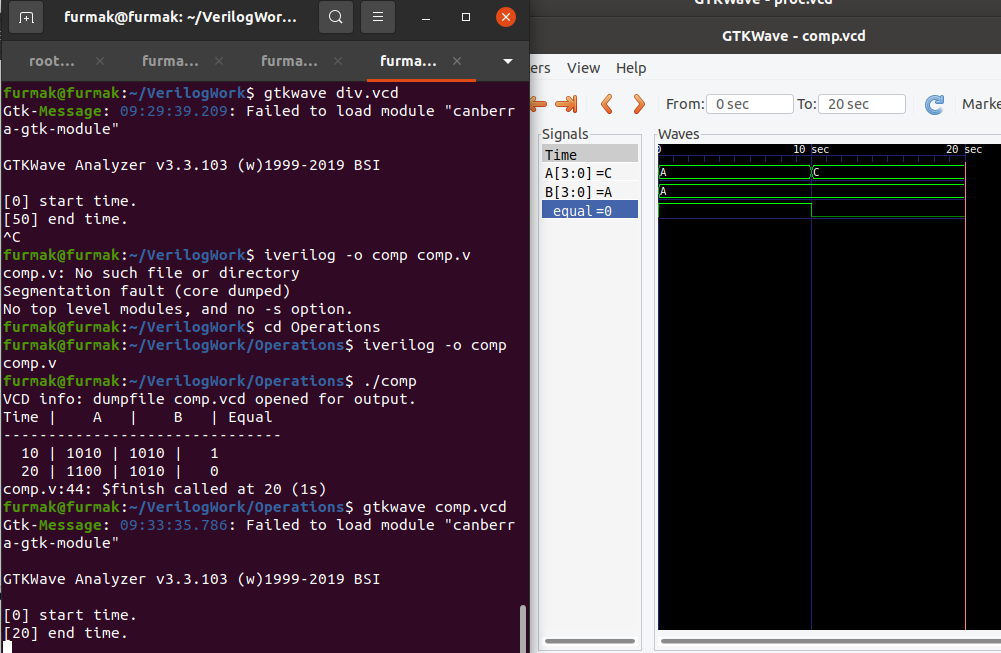 furmak@furmak: ~/VerilogWor...
root...
furma...
furma...
furma...
furmak@furmak:~/VerilogWork$ gtkwave div.vcd
Gtk-Message: 09:29:39.209: Failed to load module "canberr
a-gtk-module"
GTKWave Analyzer v3.3.103 (w)1999-2019 BSI
[0] start time.
[50] end time.
^C
furmak@furmak:~/VerilogWork$ iverilog -o comp comp.v
comp.v: No such file or directory
Segmentation fault (core dumped)
No top level modules, and no -s option.
furmak@furmak:~/VerilogWork$ cd Operations
furmak@furmak:~/VerilogWork/Operations$ iverilog -o comp
comp.v
furmak@furmak:~/VerilogWork/Operations$ ./comp
VCD info: dumpfile comp.vcd opened for output.
Time |    A   |    B   | Equal
-------------------------------
  10 | 1010 | 1010 |   1
  20 | 1100 | 1010 |   0
comp.v:44: $finish called at 20 (1s)
furmak@furmak:~/VerilogWork/Operations$ gtkwave comp.vcd
Gtk-Message: 09:33:35.786: Failed to load module "canberr
a-gtk-module"
GTKWave Analyzer v3.3.103 (w)1999-2019 BSI
[0] start time.
[20] end time.
GTKWave - proc.vcd
GTKWave - comp.vcd
ers View Help
From: 0 sec To: 20 sec Marke
Signals
Time
A[3:0] =C
B[3:0] =A
equal =0
Waves
0 10 sec 20 sec
A C
A